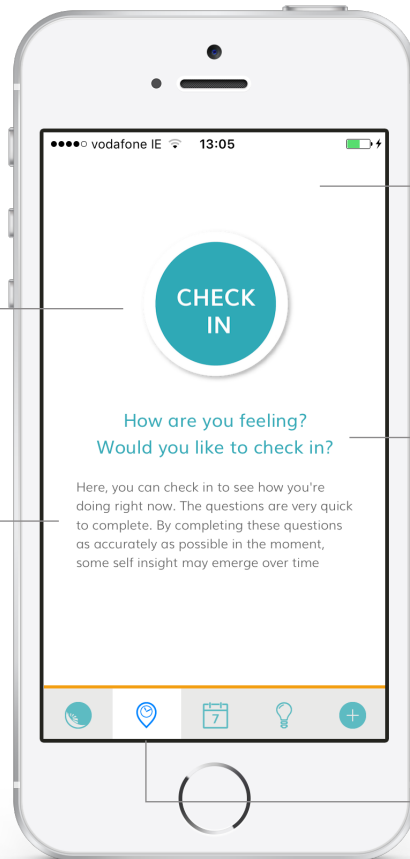 vodafone IE 13:05
CHECK
IN
How are you feeling?
Would you like to check in?
Here, you can check in to see how you're
doing right now. The questions are very quick
to complete. By completing these questions
as accurately as possible in the moment,
some self insight may emerge over time
7